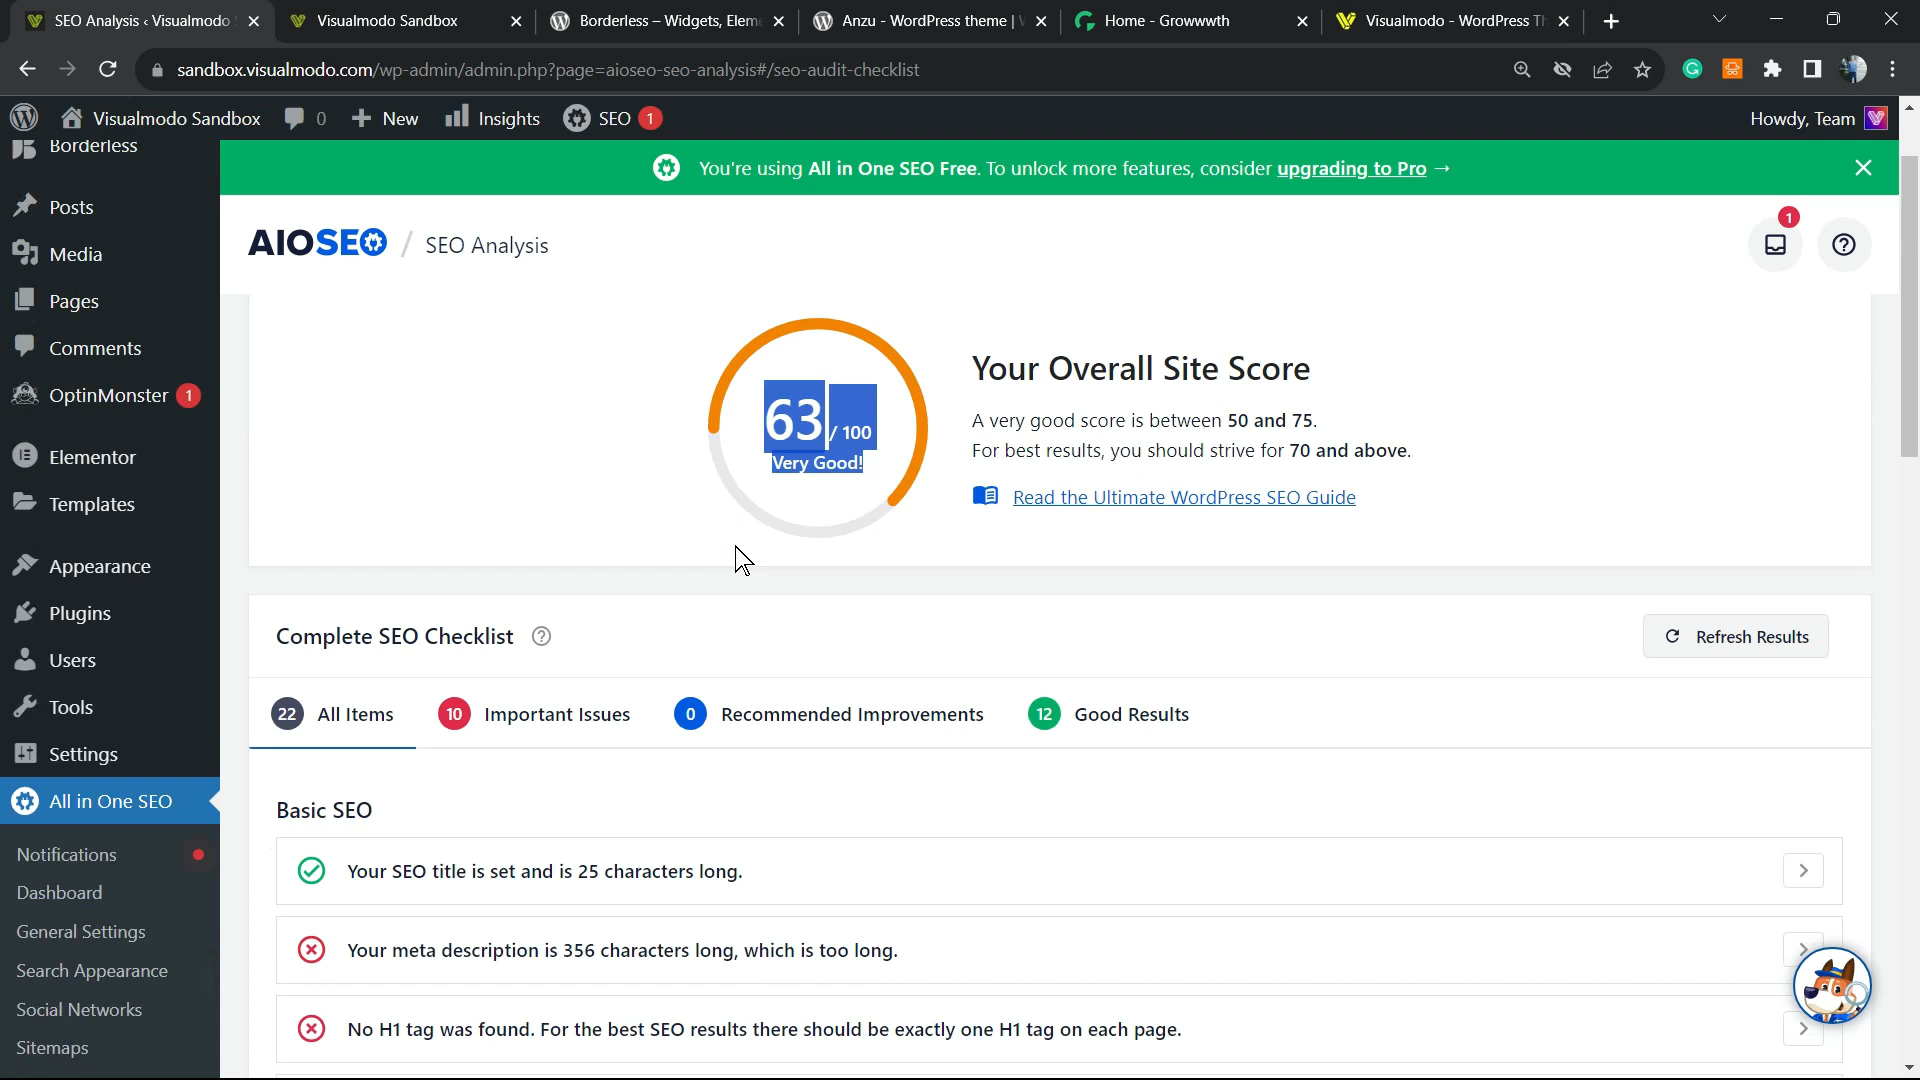 SEO Analysis ‹ Visualmodo
Visualmodo Sandbox
Borderless – Widgets, Elem
Anzu - WordPress theme | V
Home - Growwwth
Visualmodo - WordPress Th
sandbox.visualmodo.com/wp-admin/admin.php?page=aioseo-seo-analysis#/seo-audit-checklist
Visualmodo Sandbox
0
New
Insights
SEO
1
Howdy, Team
Borderless
Posts
Media
Pages
Comments
OptinMonster 1
Elementor
Templates
Appearance
Plugins
Users
Tools
Settings
All in One SEO
Notifications
Dashboard
General Settings
Search Appearance
Social Networks
Sitemaps
You're using All in One SEO Free. To unlock more features, consider upgrading to Pro →
AIOSEO / SEO Analysis
1
63 / 100
Very Good!
Your Overall Site Score
A very good score is between 50 and 75.
For best results, you should strive for 70 and above.
Read the Ultimate WordPress SEO Guide
Complete SEO Checklist
Refresh Results
22 All Items
10 Important Issues
0 Recommended Improvements
12 Good Results
Basic SEO
Your SEO title is set and is 25 characters long.
Your meta description is 356 characters long, which is too long.
No H1 tag was found. For the best SEO results there should be exactly one H1 tag on each page.